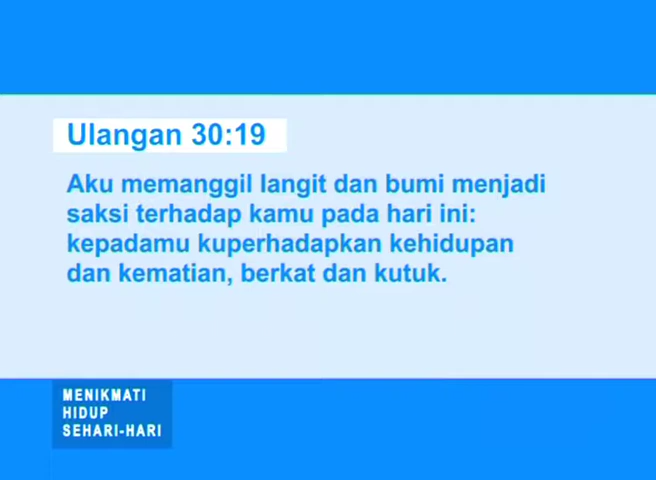 Ulangan 30:19
Aku memanggil langit dan bumi menjadi
saksi terhadap kamu pada hari ini:
kepadamu kuperhadapkan kehidupan
dan kematian, berkat dan kutuk.
MENIKMATI
HIDUP
SEHARI-HARI